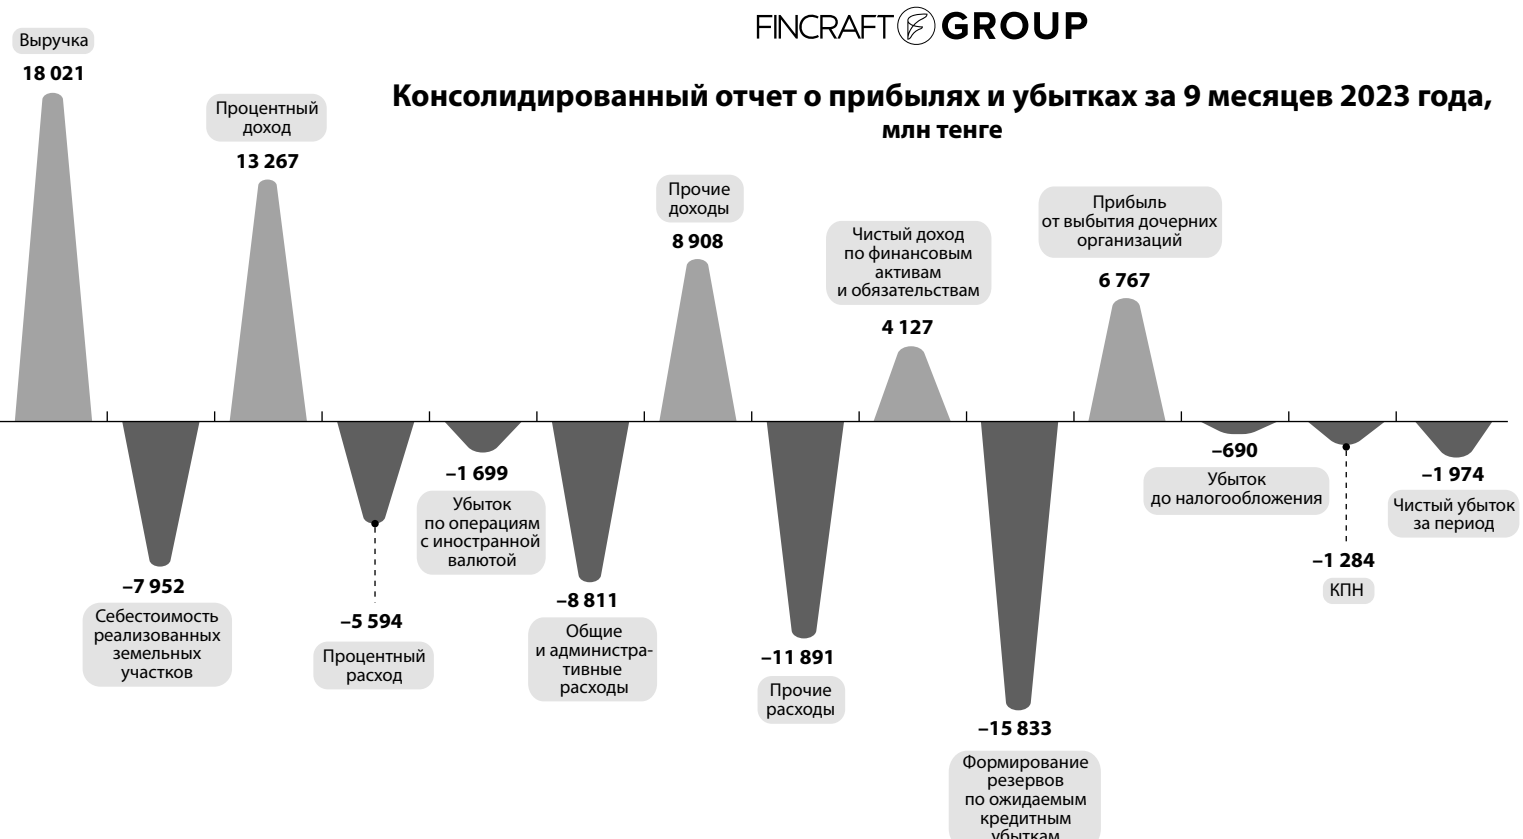 FINCRAFT GROUP
Консолидированный отчет о прибылях и убытках за 9 месяцев 2023 года,
млн тенге
Выручка
18 021
–7 952
Себестоимость
реализованных
земельных
участков
Процентный
доход
13 267
–5 594
Процентный
расход
–1 699
Убыток
по операциям
с иностранной
валютой
–8 811
Общие
и администра-
тивные
расходы
Прочие
доходы
8 908
–11 891
Прочие
расходы
Чистый доход
по финансовым
активам
и обязательствам
4 127
–15 833
Формирование
резервов
по ожидаемым
кредитным
убыткам
Прибыль
от выбытия дочерних
организаций
6 767
–690
Убыток
до налогообложения
–1 284
КПН
–1 974
Чистый убыток
за период